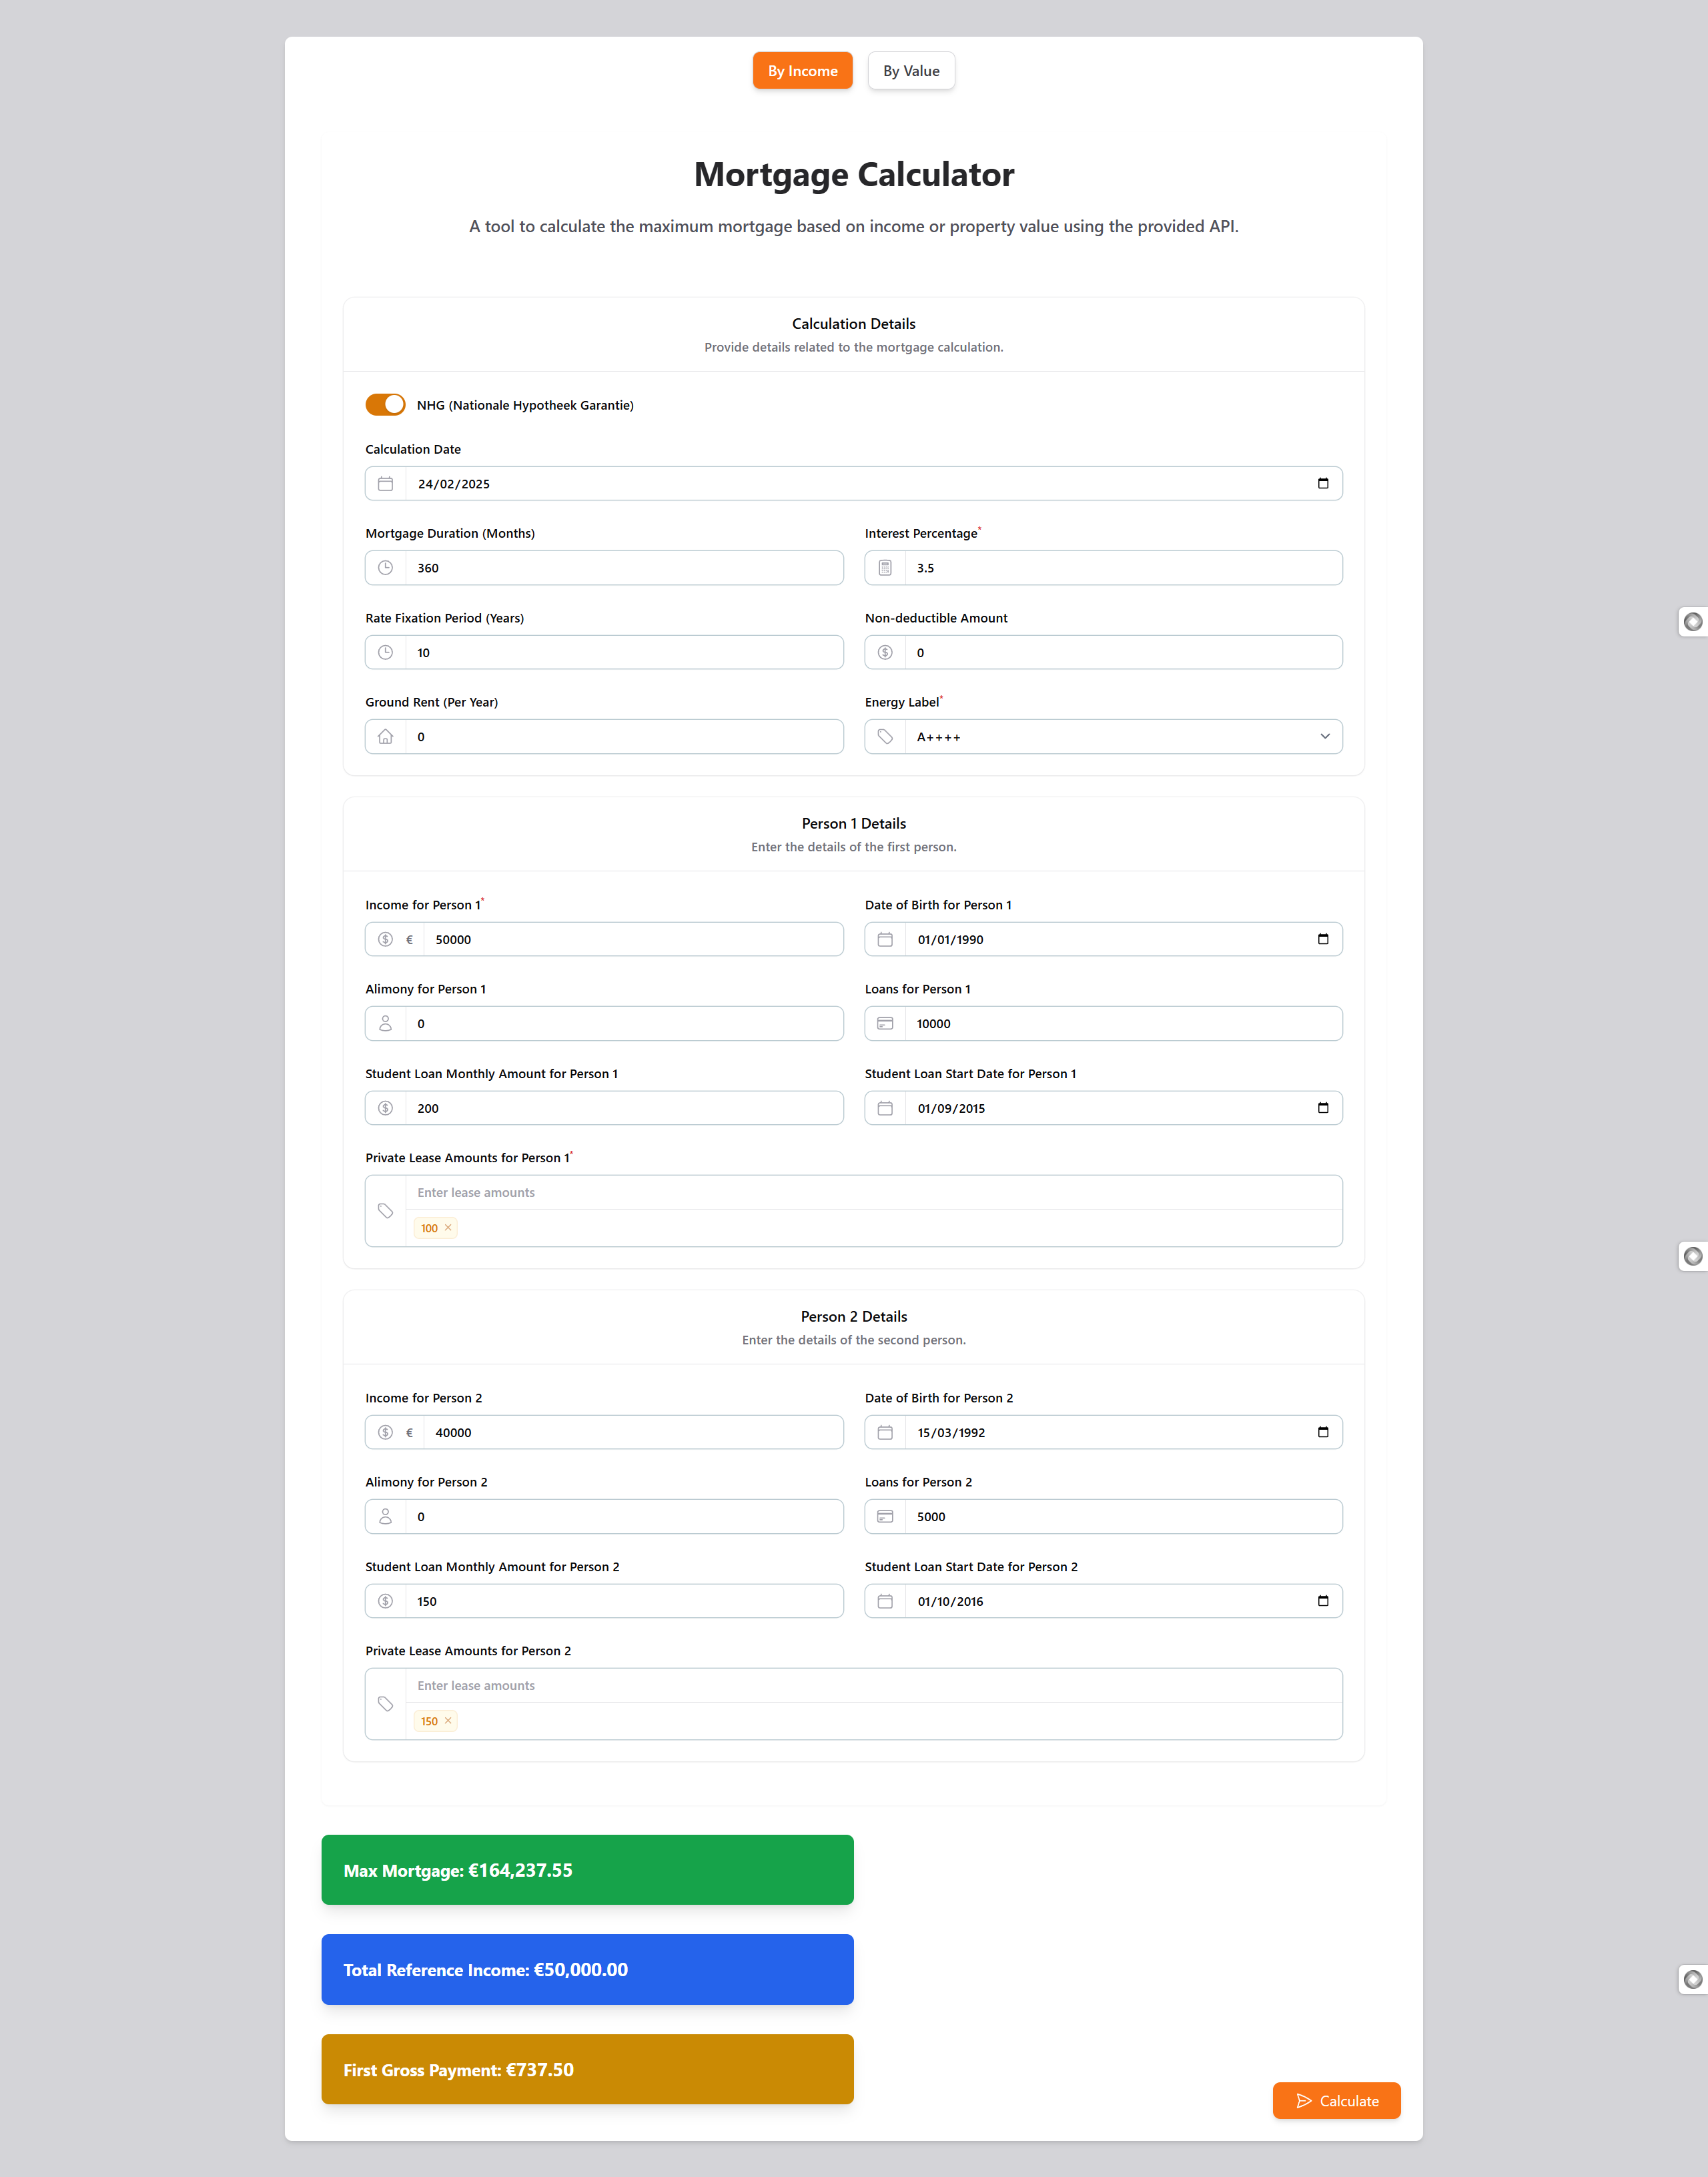 By Income By Value
Mortgage Calculator
A tool to calculate the maximum mortgage based on income or property value using the provided API.
Calculation Details
Provide details related to the mortgage calculation.
NHG (Nationale Hypotheek Garantie)
Calculation Date
24/02/2025
Mortgage Duration (Months) Interest Percentage*
360 3.5
Rate Fixation Period (Years) Non-deductible Amount
10 0
Ground Rent (Per Year) Energy Label*
0 A++++
Person 1 Details
Enter the details of the first person.
Income for Person 1* Date of Birth for Person 1
€ 50000 01/01/1990
Alimony for Person 1 Loans for Person 1
0 10000
Student Loan Monthly Amount for Person 1 Student Loan Start Date for Person 1
200 01/09/2015
Private Lease Amounts for Person 1*
Enter lease amounts
100
Person 2 Details
Enter the details of the second person.
Income for Person 2 Date of Birth for Person 2
€ 40000 15/03/1992
Alimony for Person 2 Loans for Person 2
0 5000
Student Loan Monthly Amount for Person 2 Student Loan Start Date for Person 2
150 01/10/2016
Private Lease Amounts for Person 2
Enter lease amounts
150
Max Mortgage: €164,237.55
Total Reference Income: €50,000.00
First Gross Payment: €737.50
Calculate